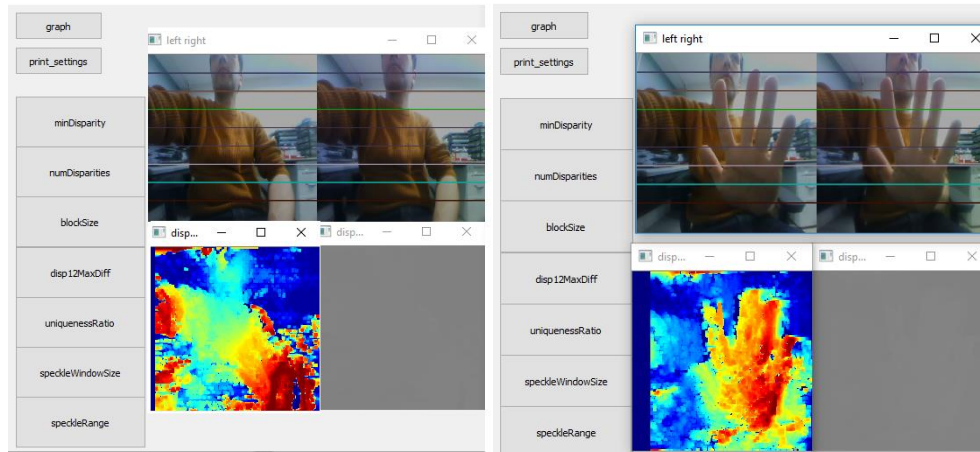 graph
print_settings
left right
minDisparity
numDisparities
blockSize
disp...
disp...
disp12MaxDiff
uniquenessRatio
speckleWindowSize
speckleRange
graph
print_settings
left right
minDisparity
numDisparities
blockSize
disp...
disp...
disp12MaxDiff
uniquenessRatio
speckleWindowSize
speckleRange